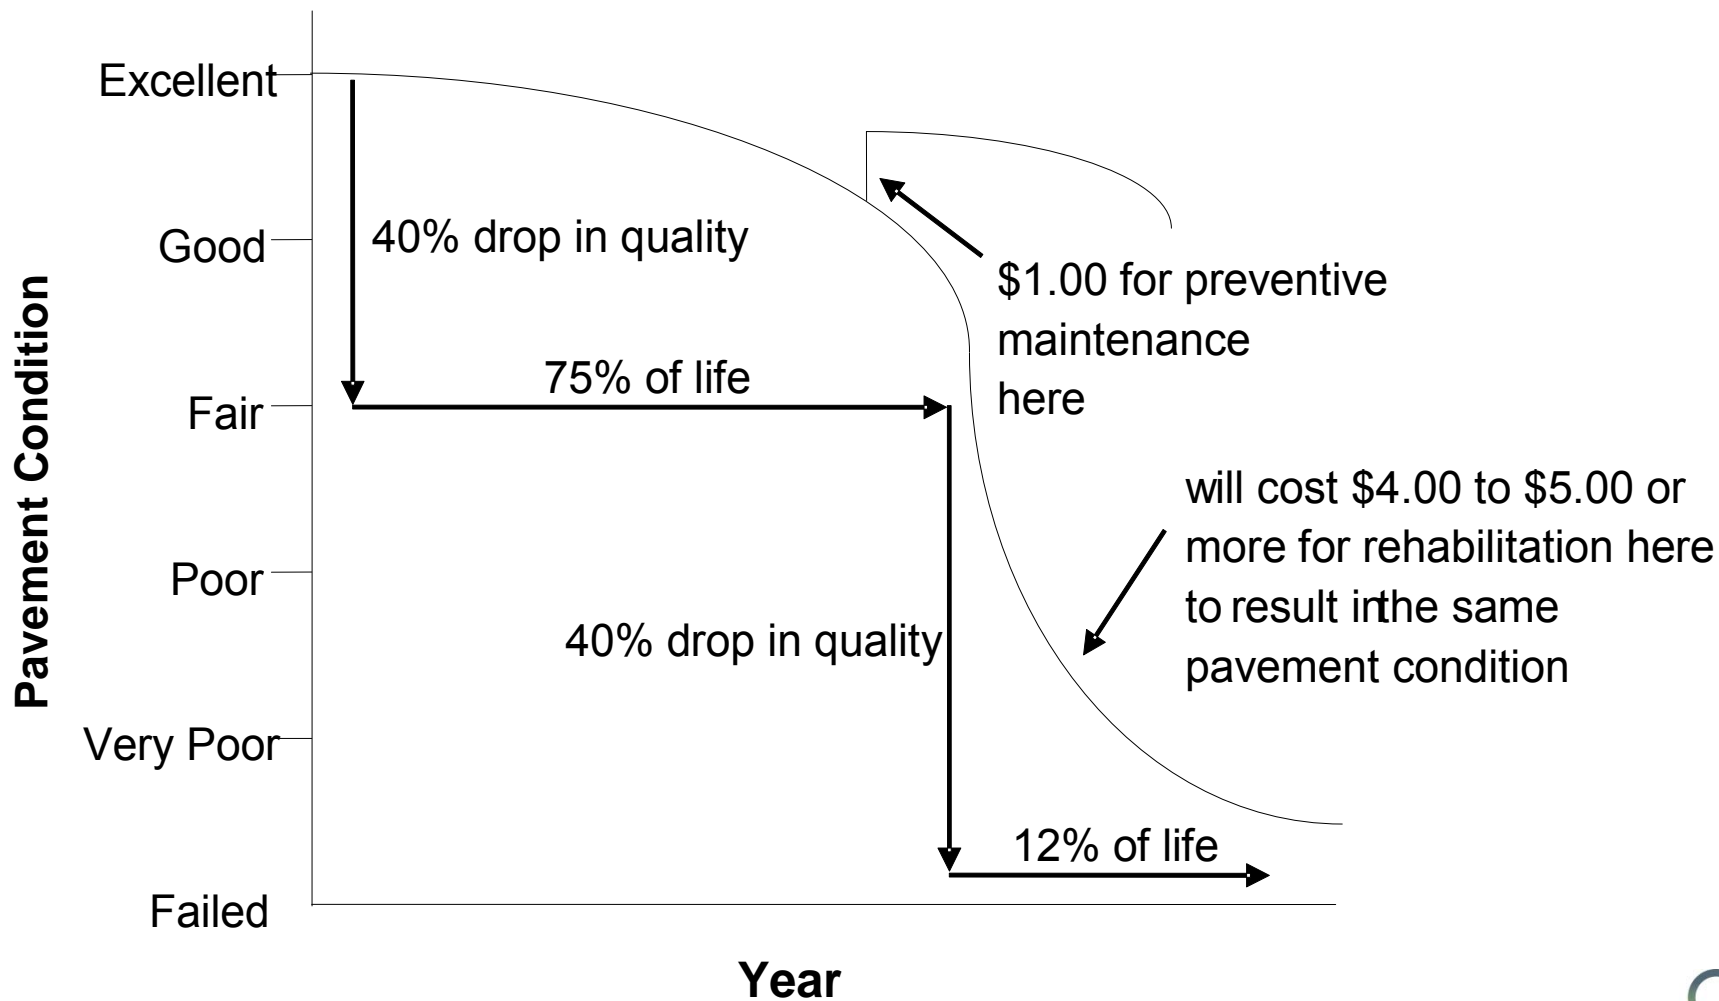 Excellent
Good
Fair
Poor
Very Poor
Failed
Pavement Condition
40% drop in quality
75% of life
$1.00 for preventive
maintenance
here
will cost $4.00 to $5.00 or
more for rehabilitation here
to result in the same
pavement condition
40% drop in quality
12% of life
Year